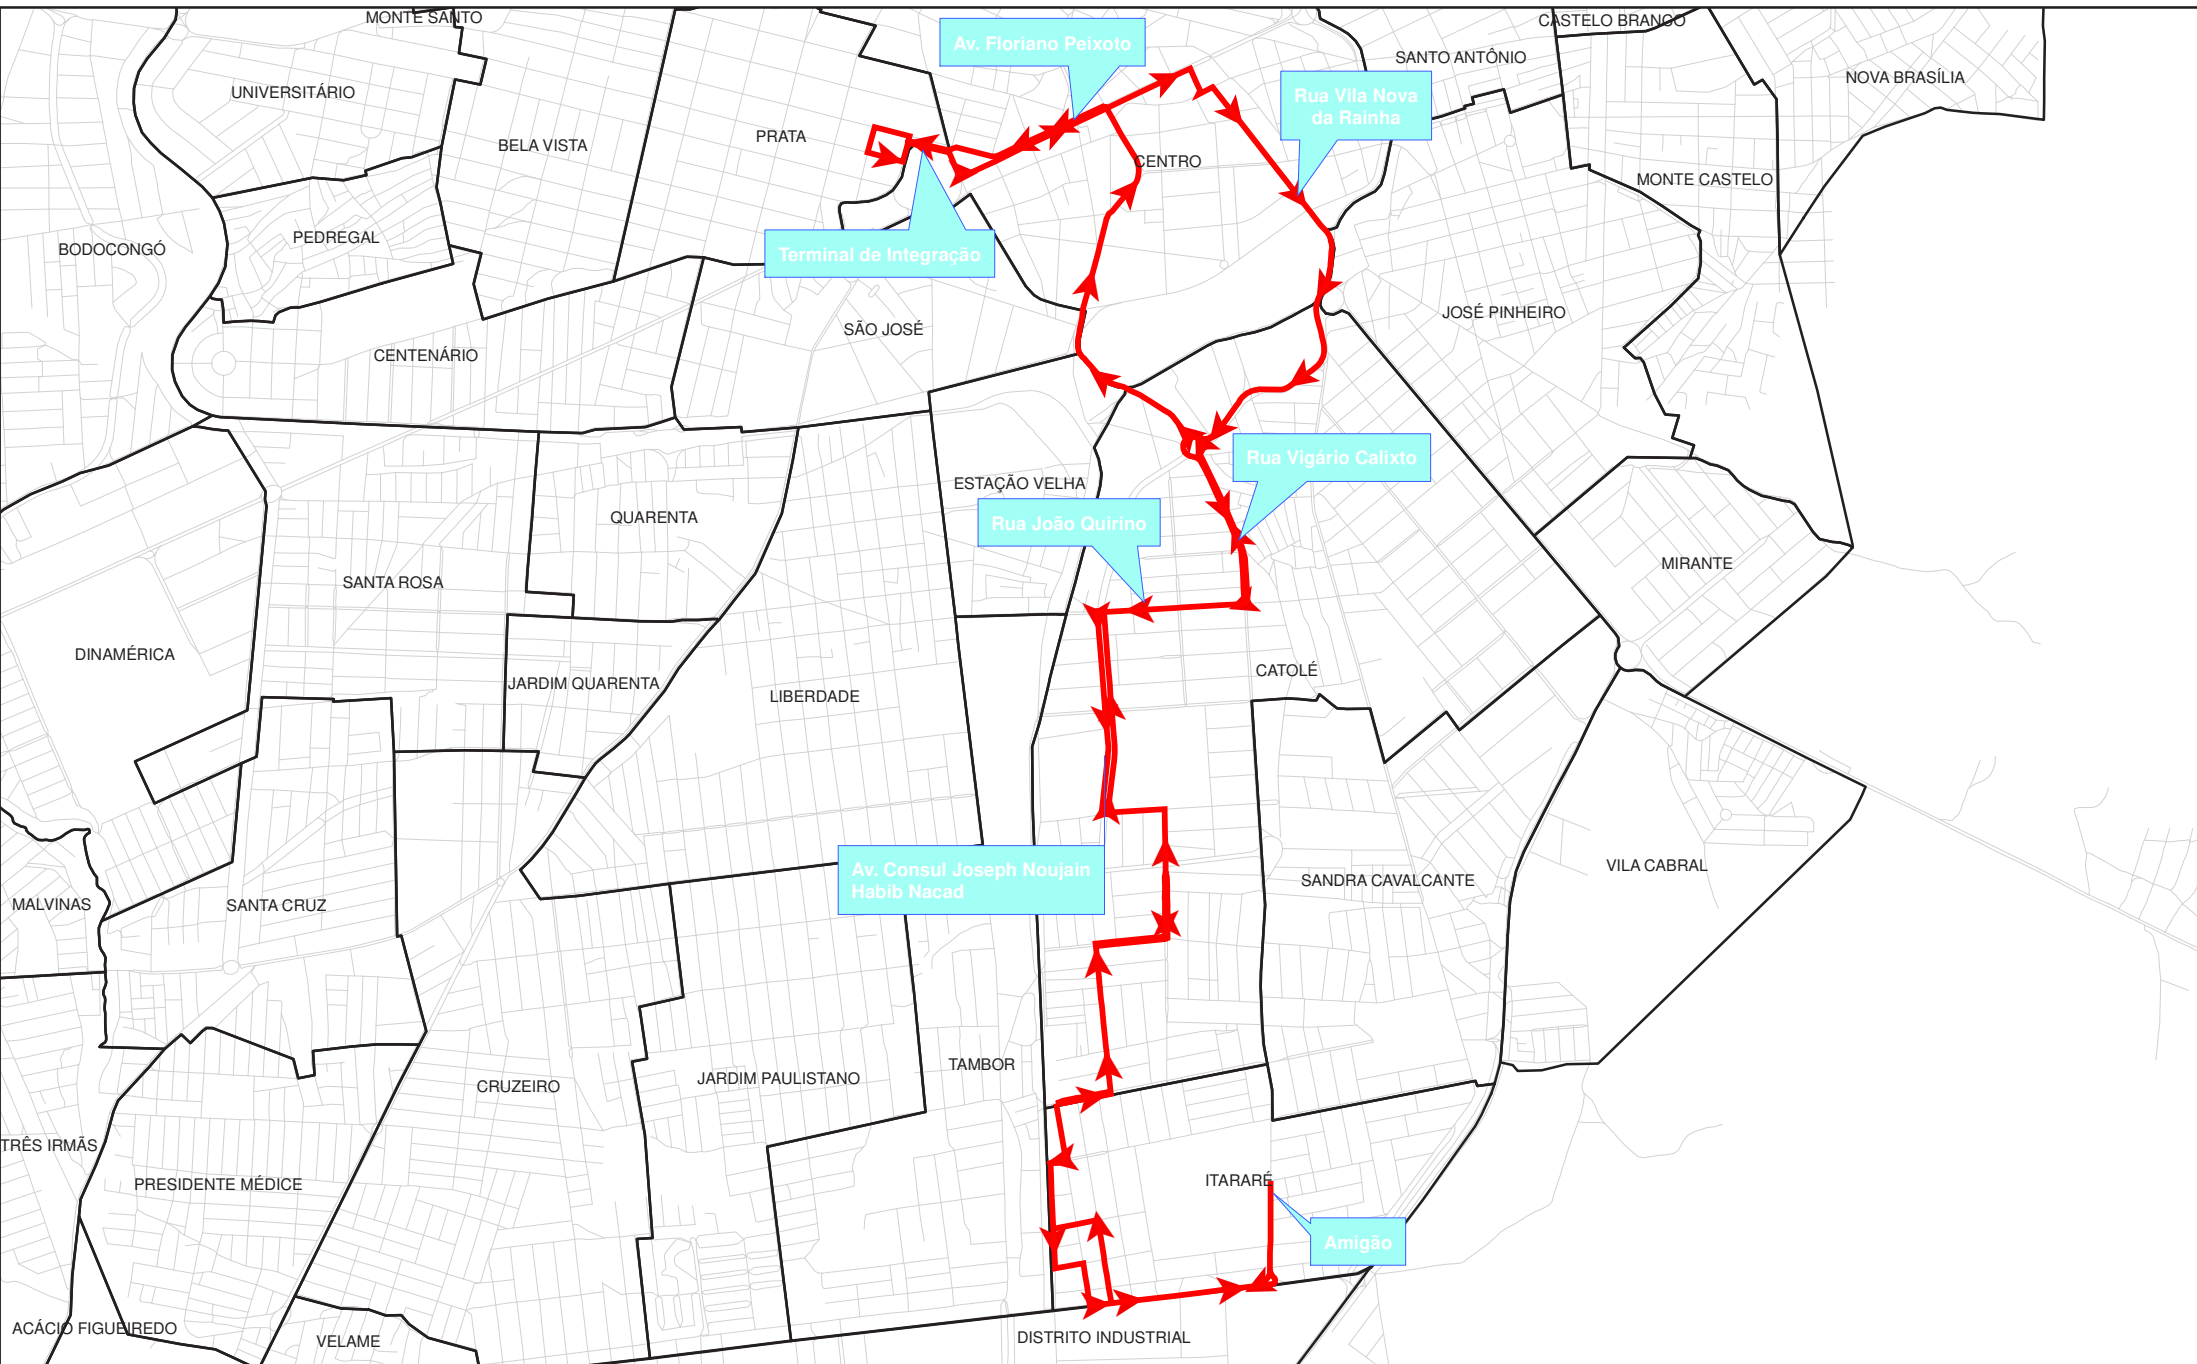 MONTE SANTO
CASTELO BRANCO
Av. Floriano Peixoto
SANTO ANTÔNIO
NOVA BRASÍLIA
UNIVERSITÁRIO
Rua Vila Nova
da Rainha
PRATA
BELA VISTA
CENTRO
MONTE CASTELO
PEDREGAL
BODOCONGÓ
Terminal de Integração
JOSÉ PINHEIRO
SÃO JOSÉ
CENTENÁRIO
Rua Vigário Calixto
ESTAÇÃO VELHA
QUARENTA
Rua João Quirino
MIRANTE
SANTA ROSA
DINAMÉRICA
CATOLÉ
JARDIM QUARENTA
LIBERDADE
VILA CABRAL
Av. Consul Joseph Noujain
Habib Nacad
SANDRA CAVALCANTE
MALVINAS
SANTA CRUZ
TAMBOR
JARDIM PAULISTANO
CRUZEIRO
TRÊS IRMÃS
ITARARÉ
PRESIDENTE MÉDICE
Amigão
ACÁCIO FIGUEIREDO
DISTRITO INDUSTRIAL
VELAME